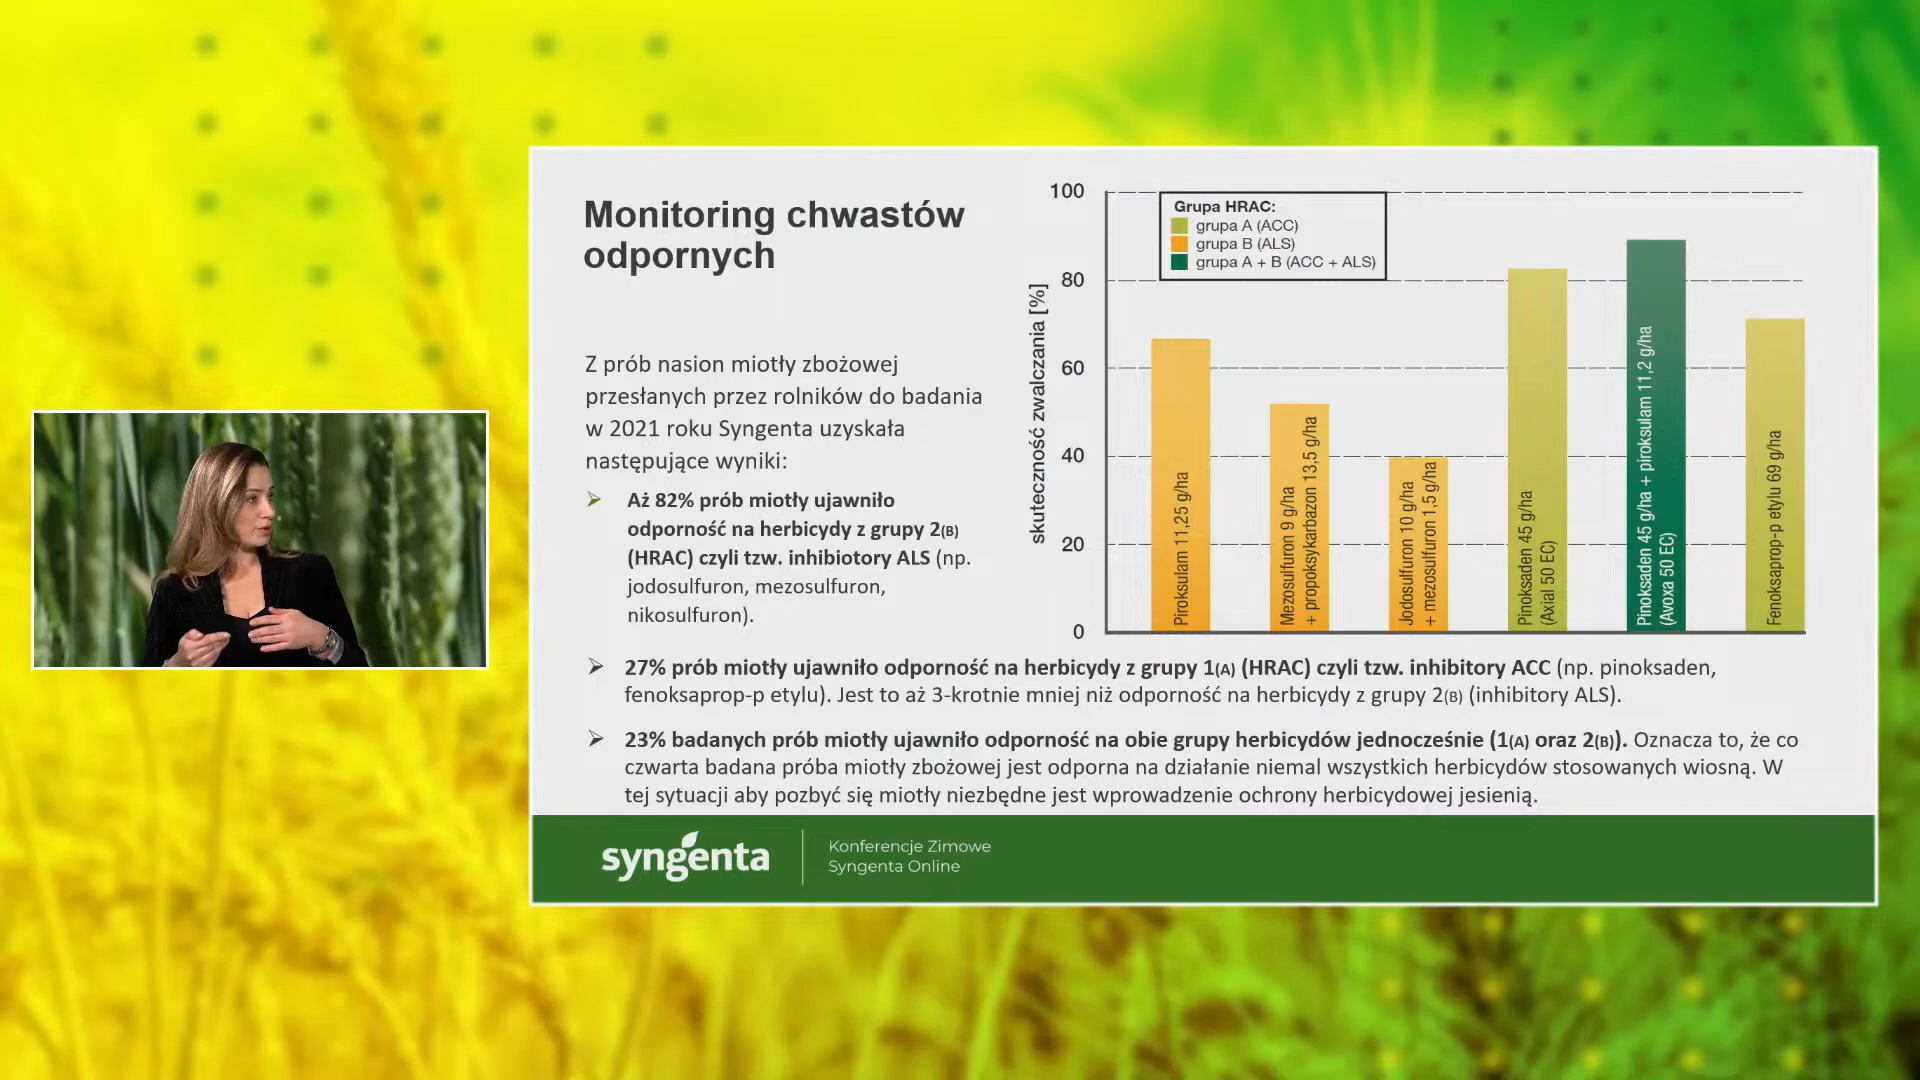 Monitoring chwastów
odpornych
Z prób nasion miotły zbożowej
przesłanych przez rolników do badania
w 2021 roku Syngenta uzyskała
następujące wyniki:
Aż 82% prób miotły ujawniło
odporność na herbicydy z grupy 2(B)
(HRAC) czyli tzw. inhibiotory ALS (np.
jodosulfuron, mezosulfuron,
nikosulfuron).
skuteczność zwalczania [%]
100
80
60
40
20
0
Grupa HRAC:
grupa A (ACC)
grupa B (ALS)
grupa A + B (ACC + ALS)
Piroksulam 11,25 g/ha
Mezosulfuron 9 g/ha
+ propoksykarbazon 13,5 g/ha
Jodosulfuron 10 g/ha
+ mezosulfuron 1,5 g/ha
Pinoksaden 45 g/ha
(Axial 50 EC)
Pinoksaden 45 g/ha + piroksulam 11,2 g/ha
(Avoxa 50 EC)
Fenoksaprop-p etylu 69 g/ha
27% prób miotły ujawniło odporność na herbicydy z grupy 1(A) (HRAC) czyli tzw. inhibitory ACC (np. pinoksaden,
fenoksaprop-p etylu). Jest to aż 3-krotnie mniej niż odporność na herbicydy z grupy 2(B) (inhibitory ALS).
23% badanych prób miotły ujawniło odporność na obie grupy herbicydów jednocześnie (1(A) oraz 2(B)). Oznacza to, że co
czwarta badana próba miotły zbożowej jest odporna na działanie niemal wszystkich herbicydów stosowanych wiosną. W
tej sytuacji aby pozbyć się miotły niezbędne jest wprowadzenie ochrony herbicydowej jesienią.
syngenta
Konferencje Zimowe
Syngenta Online